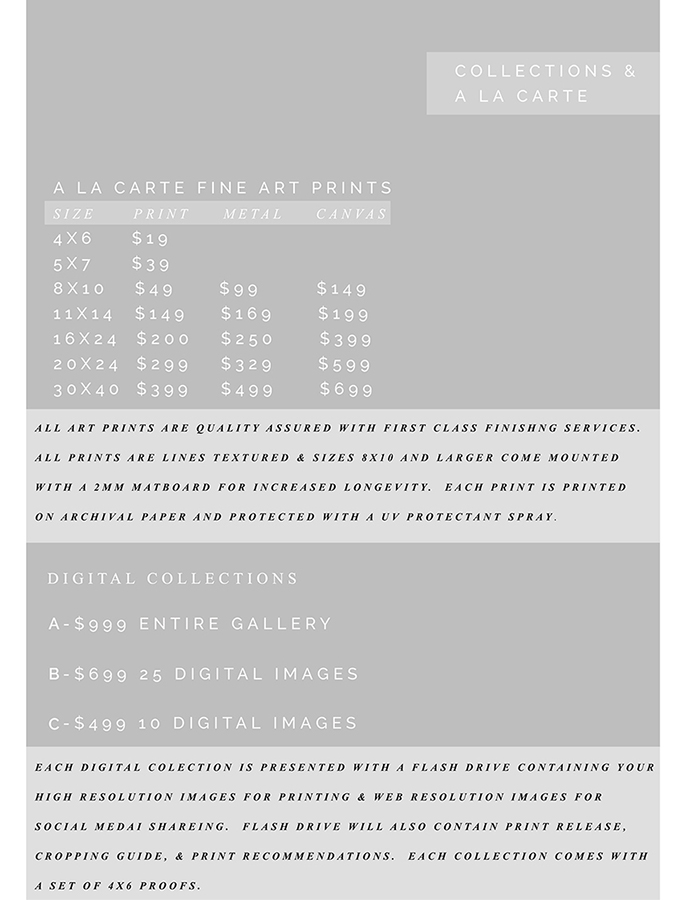 COLLECTIONS &
A LA CARTE
A LA CARTE FINE ART PRINTS
SIZE PRINT METAL CANVAS
4X6 $19
5X7 $39
8X10 $49 $99 $149
11X14 $149 $169 $199
16X24 $200 $250 $399
20X24 $299 $329 $599
30X40 $399 $499 $699
ALL ART PRINTS ARE QUALITY ASSURED WITH FIRST CLASS FINISHNG SERVICES.
ALL PRINTS ARE LINES TEXTURED & SIZES 8X10 AND LARGER COME MOUNTED
WITH A 2MM MATBOARD FOR INCREASED LONGEVITY. EACH PRINT IS PRINTED
ON ARCHIVAL PAPER AND PROTECTED WITH A UV PROTECTANT SPRAY.
DIGITAL COLLECTIONS
A-$999 ENTIRE GALLERY
B-$699 25 DIGITAL IMAGES
C-$499 10 DIGITAL IMAGES
EACH DIGITAL COLECTION IS PRESENTED WITH A FLASH DRIVE CONTAINING YOUR
HIGH RESOLUTION IMAGES FOR PRINTING & WEB RESOLUTION IMAGES FOR
SOCIAL MEDAI SHAREING. FLASH DRIVE WILL ALSO CONTAIN PRINT RELEASE,
CROPPING GUIDE, & PRINT RECOMMENDATIONS. EACH COLLECTION COMES WITH
A SET OF 4X6 PROOFS.